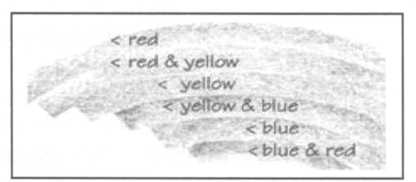 < red
< red & yellow
< yellow
< yellow & blue
< blue
< blue & red